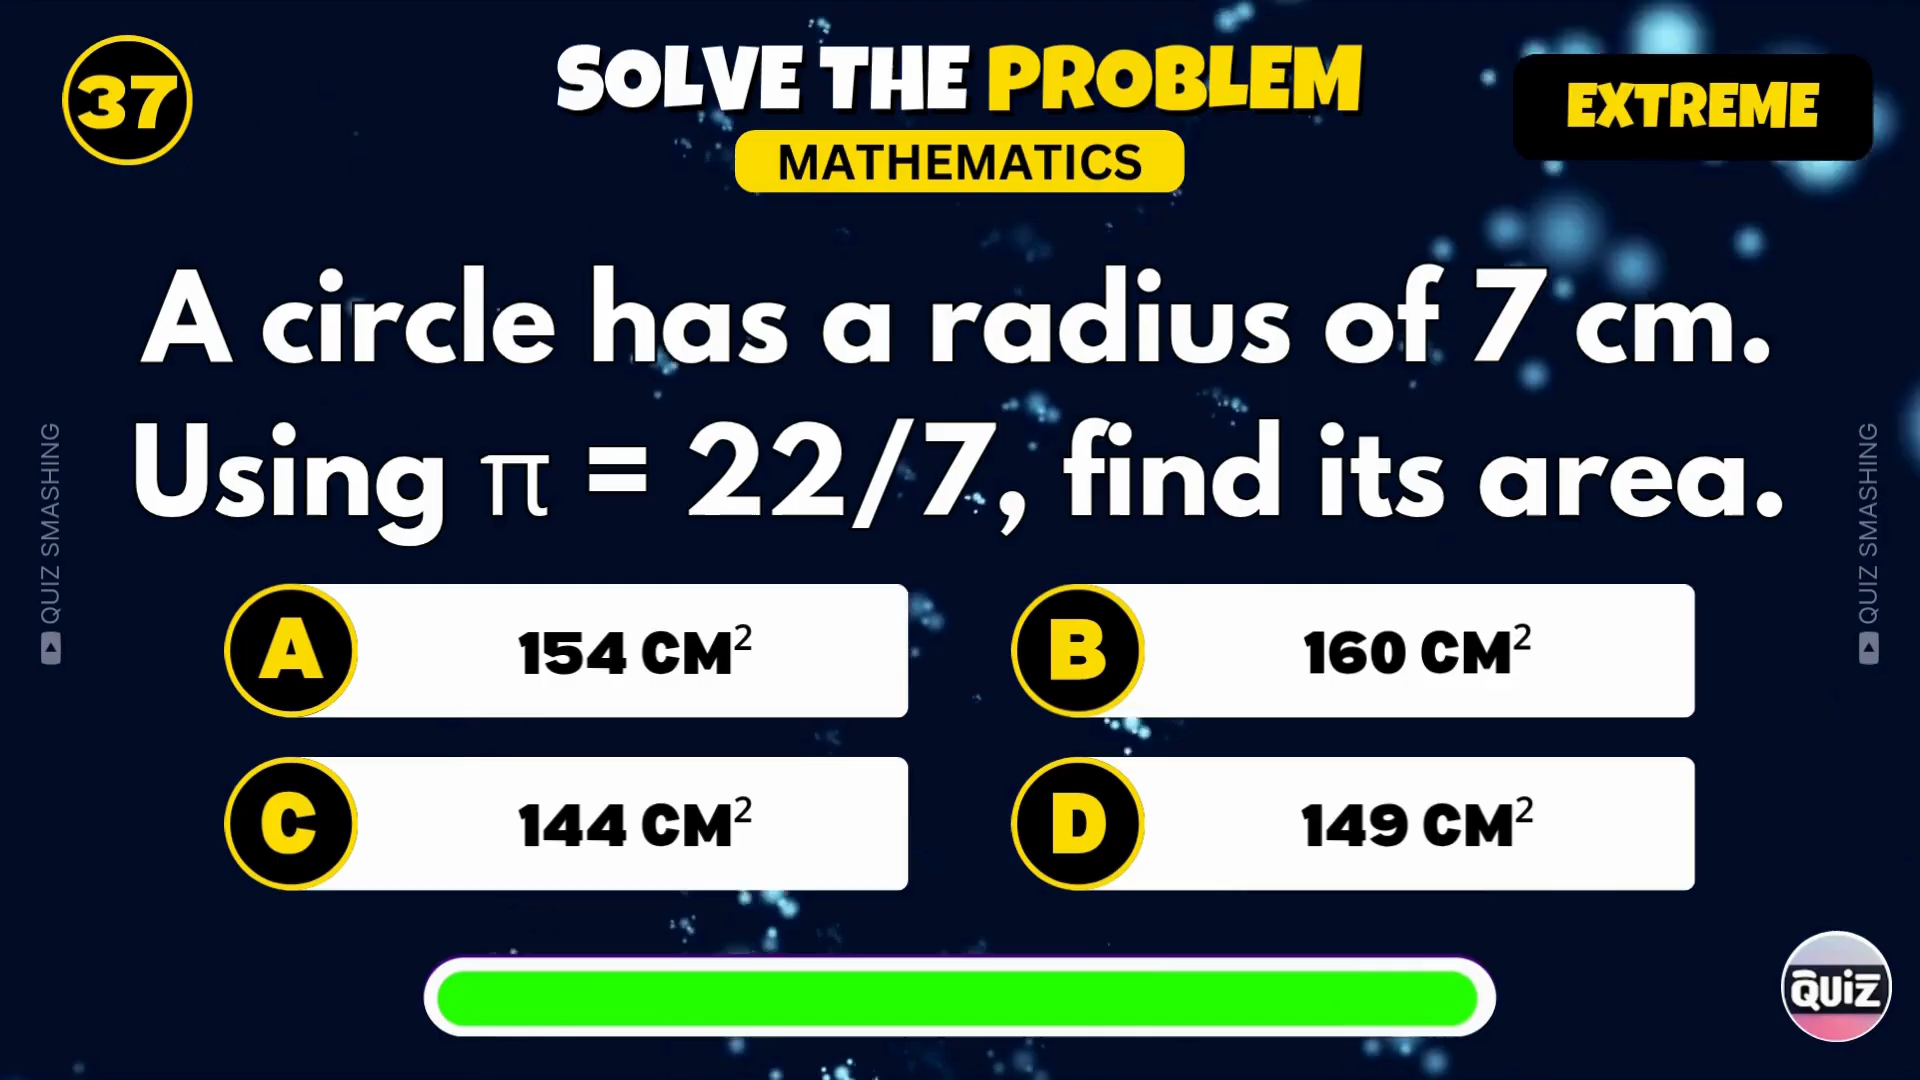 37
SOLVE THE PROBLEM
EXTREME
MATHEMATICS
A circle has a radius of 7 cm.
Using π = 22/7, find its area.
QUIZ SMASHING
QUIZ SMASHING
A 154 CM²
B 160 CM²
C 144 CM²
D 149 CM²
QUIZ